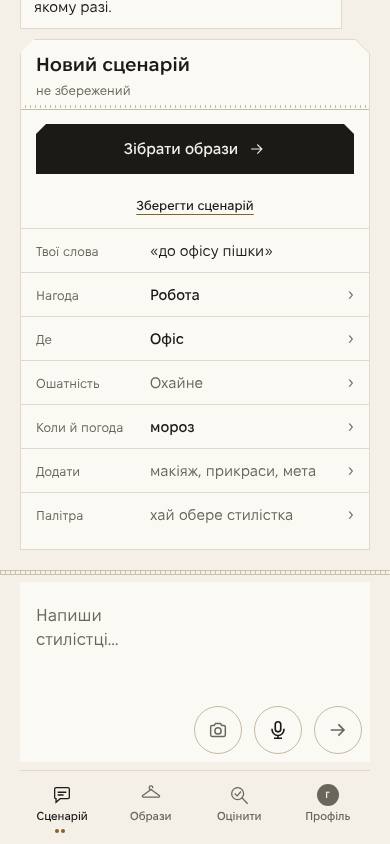 якому разі.
Новий сценарій
не збережений
Зібрати образи →
Зберегти сценарій
Твої слова «до офісу пішки»
Нагода Робота
Де Офіс
Ошатність Охайне
Коли й погода мороз
Додати макіяж, прикраси, мета
Палітра хай обере стилістка
Напиши
стилістці...
Сценарій Образи Оцінити Профіль
г